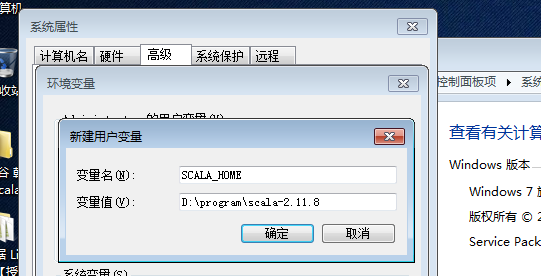 算机
系统属性
计算机名
硬件
高级
系统保护
远程
环境变量
的用户变量(U)
新建用户变量
变量名(N):
SCALA_HOME
变量值(V):
D:\program\scala-2.11.8
确定
取消
系统变量(S)
收站
谷 韩
cala
居 Li
控制面板项
系统
查看有关计算
Windows 版本
Windows 7 旗
版权所有 © 2
Service Pack